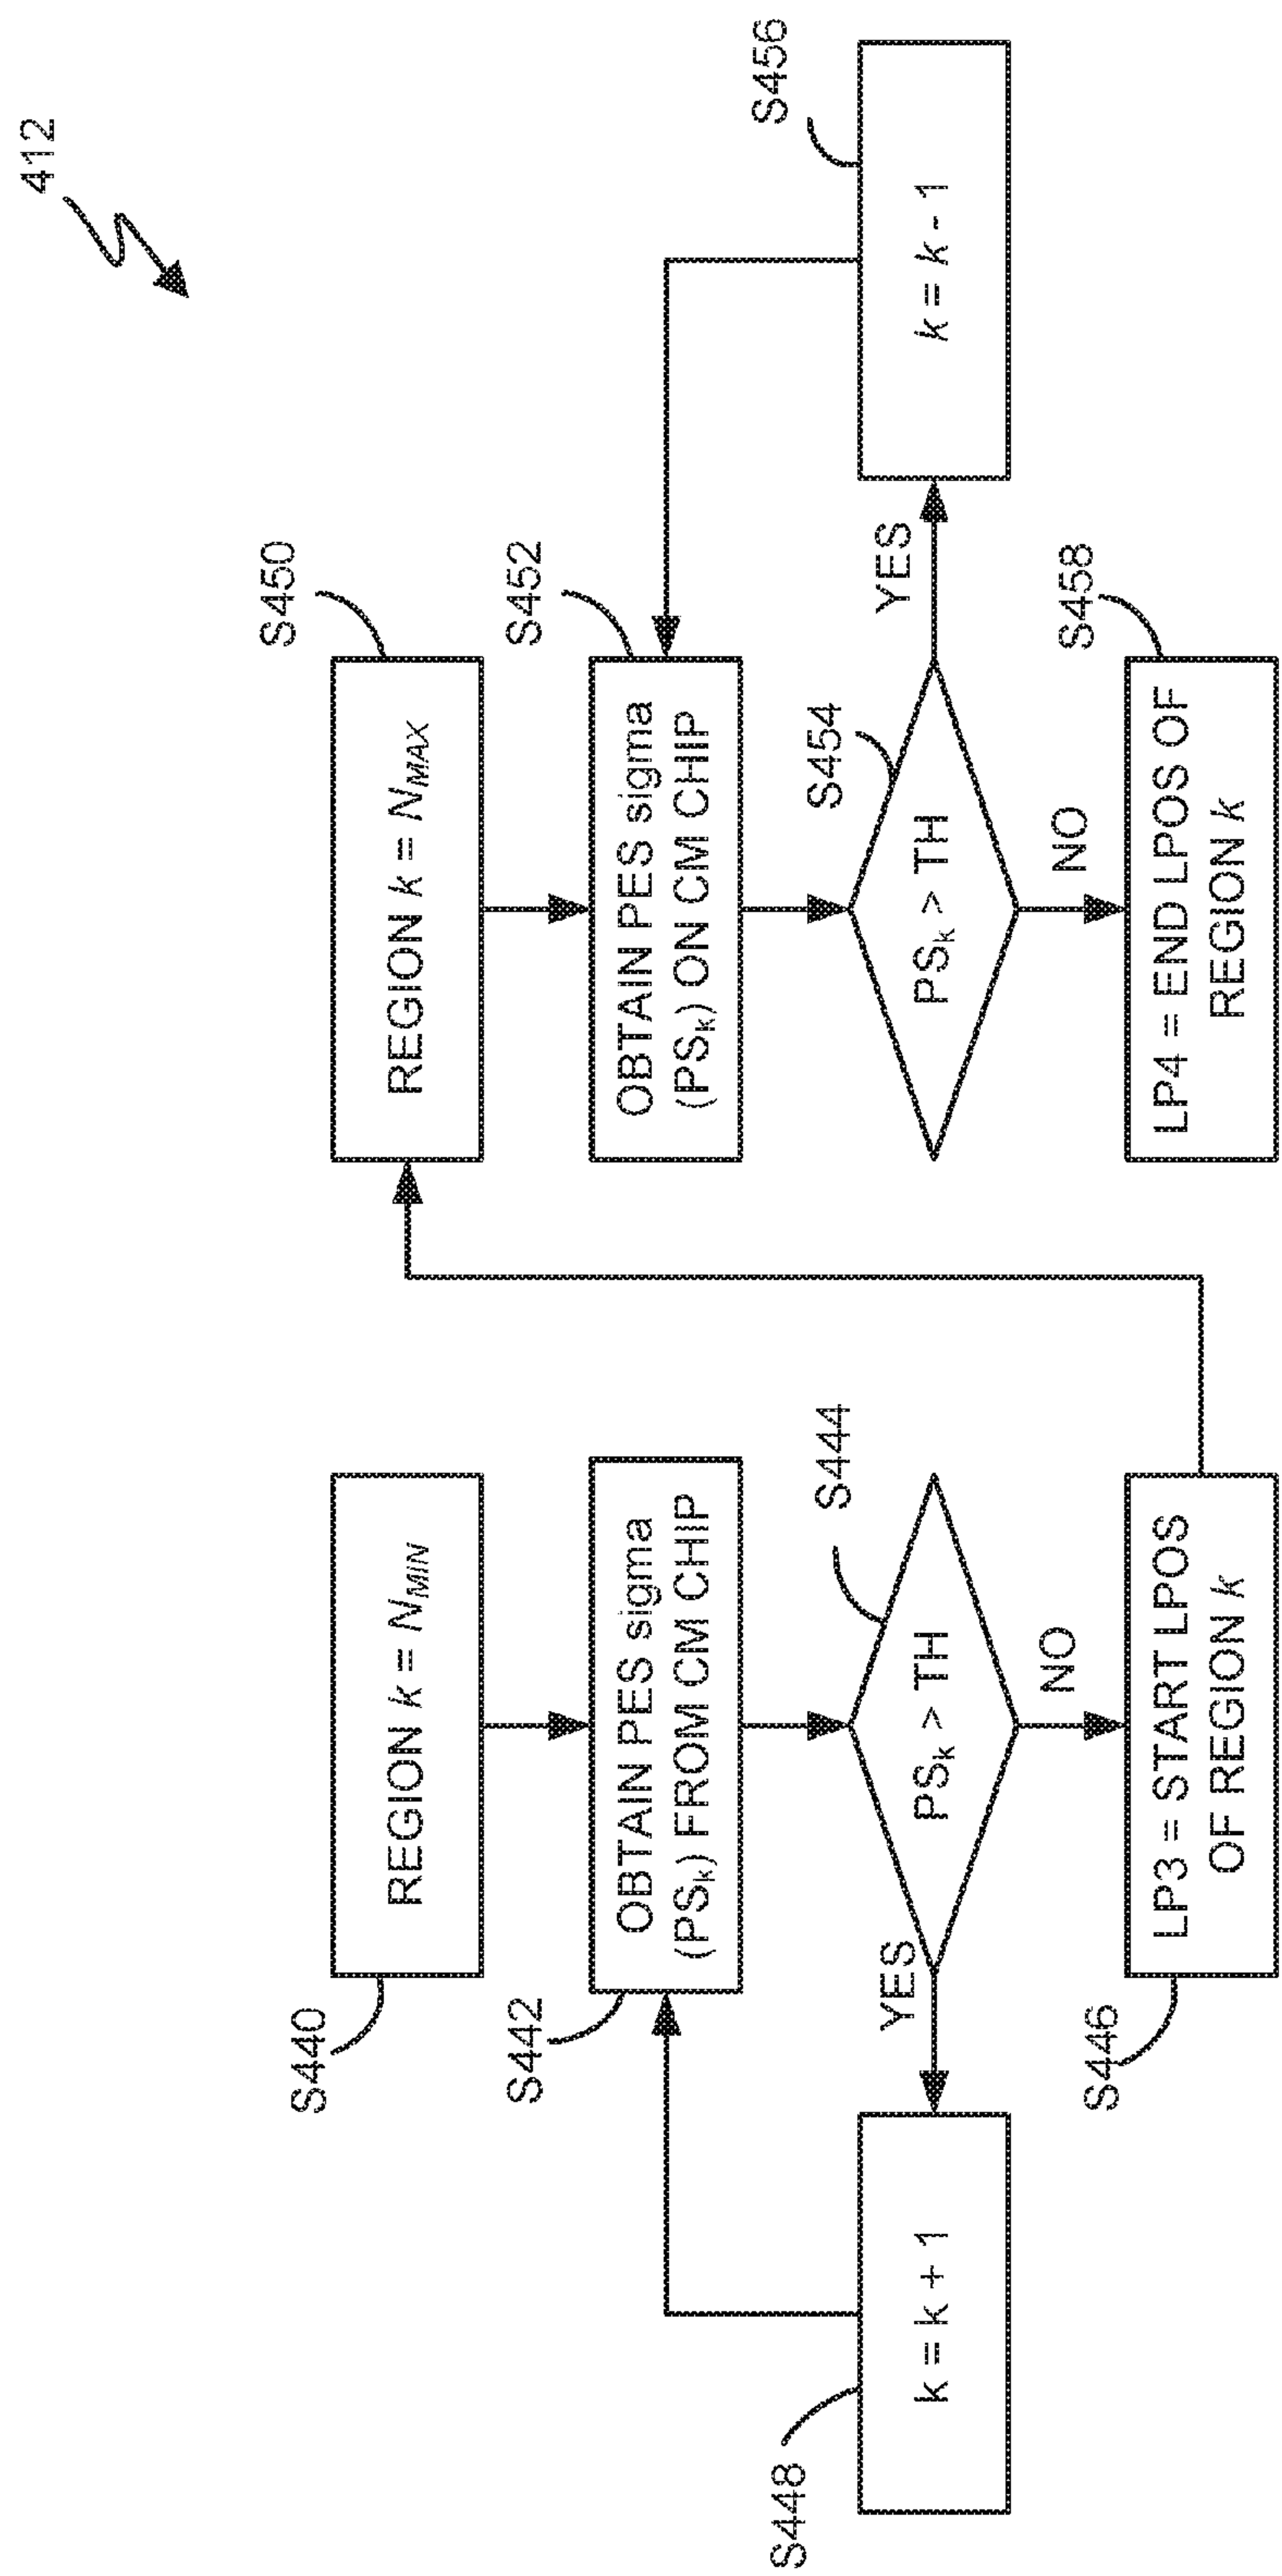 412
S440
REGION k = N_MIN
S442
OBTAIN PES sigma
(PS_k) FROM CM CHIP
S444
PS_k > TH
YES
NO
S448
k = k + 1
S446
LP3 = START LPOS
OF REGION k
S450
REGION k = N_MAX
S452
OBTAIN PES sigma
(PS_k) ON CM CHIP
S454
PS_k > TH
YES
NO
S456
k = k - 1
S458
LP4 = END LPOS OF
REGION k